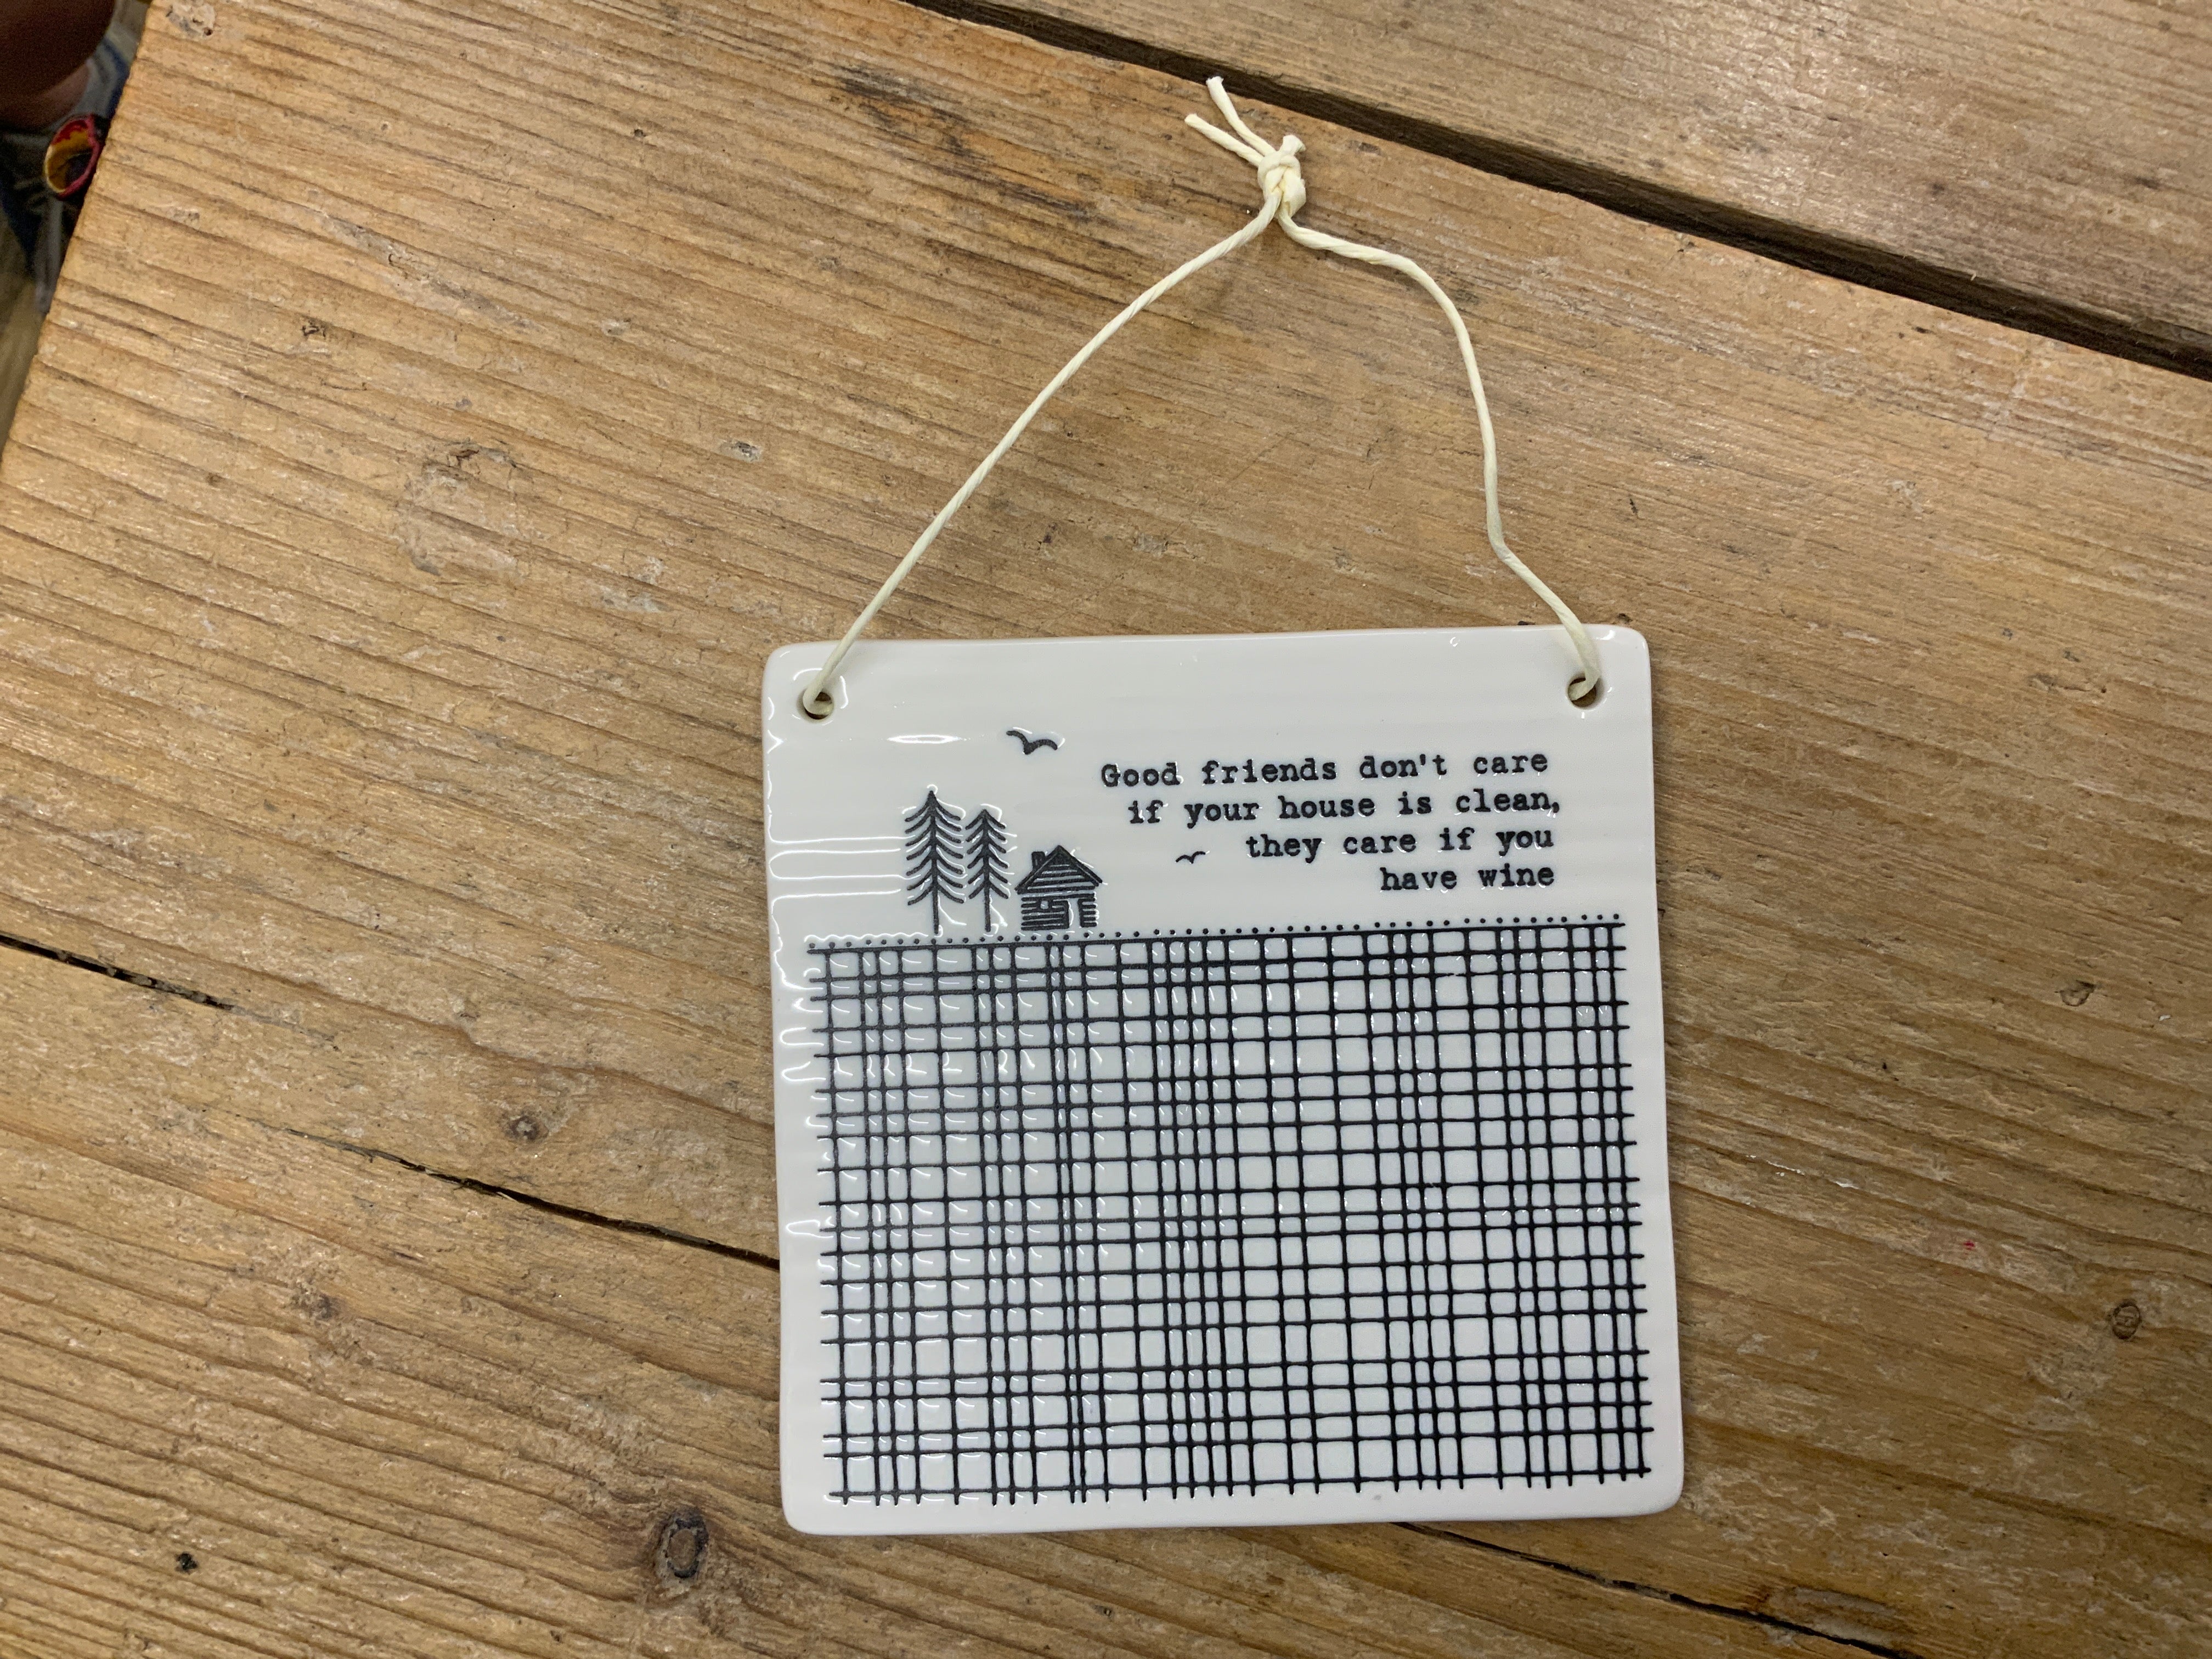 Good friends don't care
if your house is clean,
they care if you
have wine